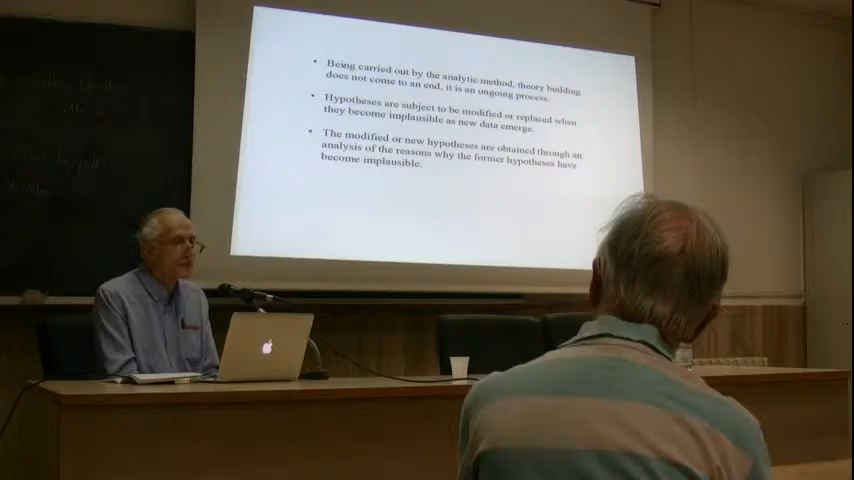 • Being carried out by the analytic method, theory building
does not come to an end, it is an ongoing process.
• Hypotheses are subject to be modified or replaced when
they become implausible as new data emerge.
• The modified or new hypotheses are obtained through an
analysis of the reasons why the former hypotheses have
become implausible.